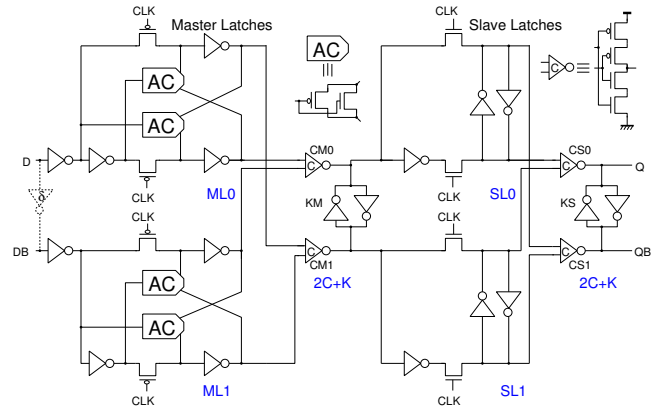 CLK
Master Latches
CLK
Slave Latches
AC
C
AC
AC
D
CM0
C
CS0
C
Q
CLK
ML0
CLK
SL0
δ
CLK
KM
CLK
KS
DB
C
CM1
C
CS1
QB
AC
2C+K
2C+K
AC
CLK
ML1
CLK
SL1